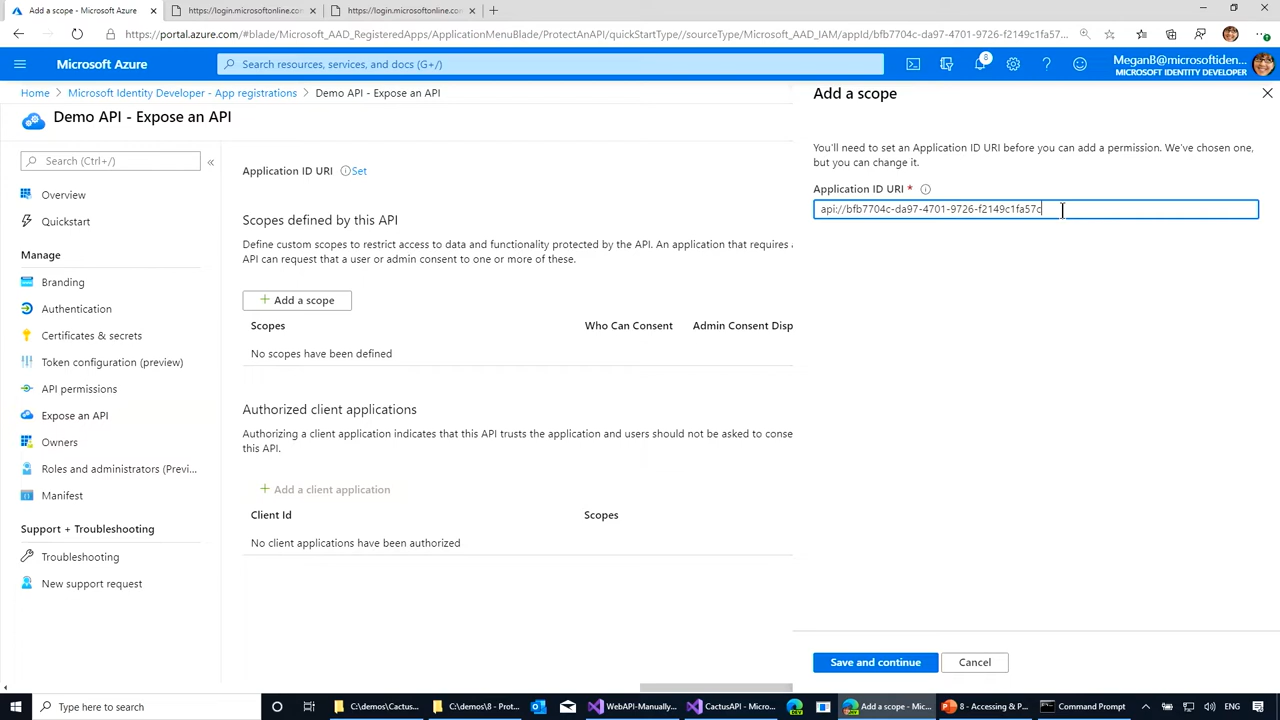 Add a scope - Microsoft Azure
https://login.microsoftonline.com
https://login.microsoftonline.com
https://portal.azure.com/#blade/Microsoft_AAD_RegisteredApps/ApplicationMenuBlade/ProtectAnAPI/quickStartType//sourceType/Microsoft_AAD_IAM/appId/bfb7704c-da97-4701-9726-f2149c1fa57...
Microsoft Azure
Search resources, services, and docs (G+/)
8
MeganB@microsoftiden...
MICROSOFT IDENTITY DEVELOPER
Home
Microsoft Identity Developer - App registrations
Demo API - Expose an API
Demo API - Expose an API
Search (Ctrl+/)
Overview
Quickstart
Manage
Branding
Authentication
Certificates & secrets
Token configuration (preview)
API permissions
Expose an API
Owners
Roles and administrators (Previ...
Manifest
Support + Troubleshooting
Troubleshooting
New support request
Application ID URI Set
Scopes defined by this API
Define custom scopes to restrict access to data and functionality protected by the API. An application that requires a
API can request that a user or admin consent to one or more of these.
+ Add a scope
Scopes Who Can Consent Admin Consent Disp
No scopes have been defined
Authorized client applications
Authorizing a client application indicates that this API trusts the application and users should not be asked to conse
this API.
+ Add a client application
Client Id Scopes
No client applications have been authorized
Add a scope
You'll need to set an Application ID URI before you can add a permission. We've chosen one,
but you can change it.
Application ID URI *
api://bfb7704c-da97-4701-9726-f2149c1fa57c
Save and continue
Cancel
Type here to search
C:\demos\Cactus...
C:\demos\8 - Prot...
WebAPI-Manually...
CactusAPI - Micro...
Add a scope - Mic...
8 - Accessing & P...
Command Prompt
ENG